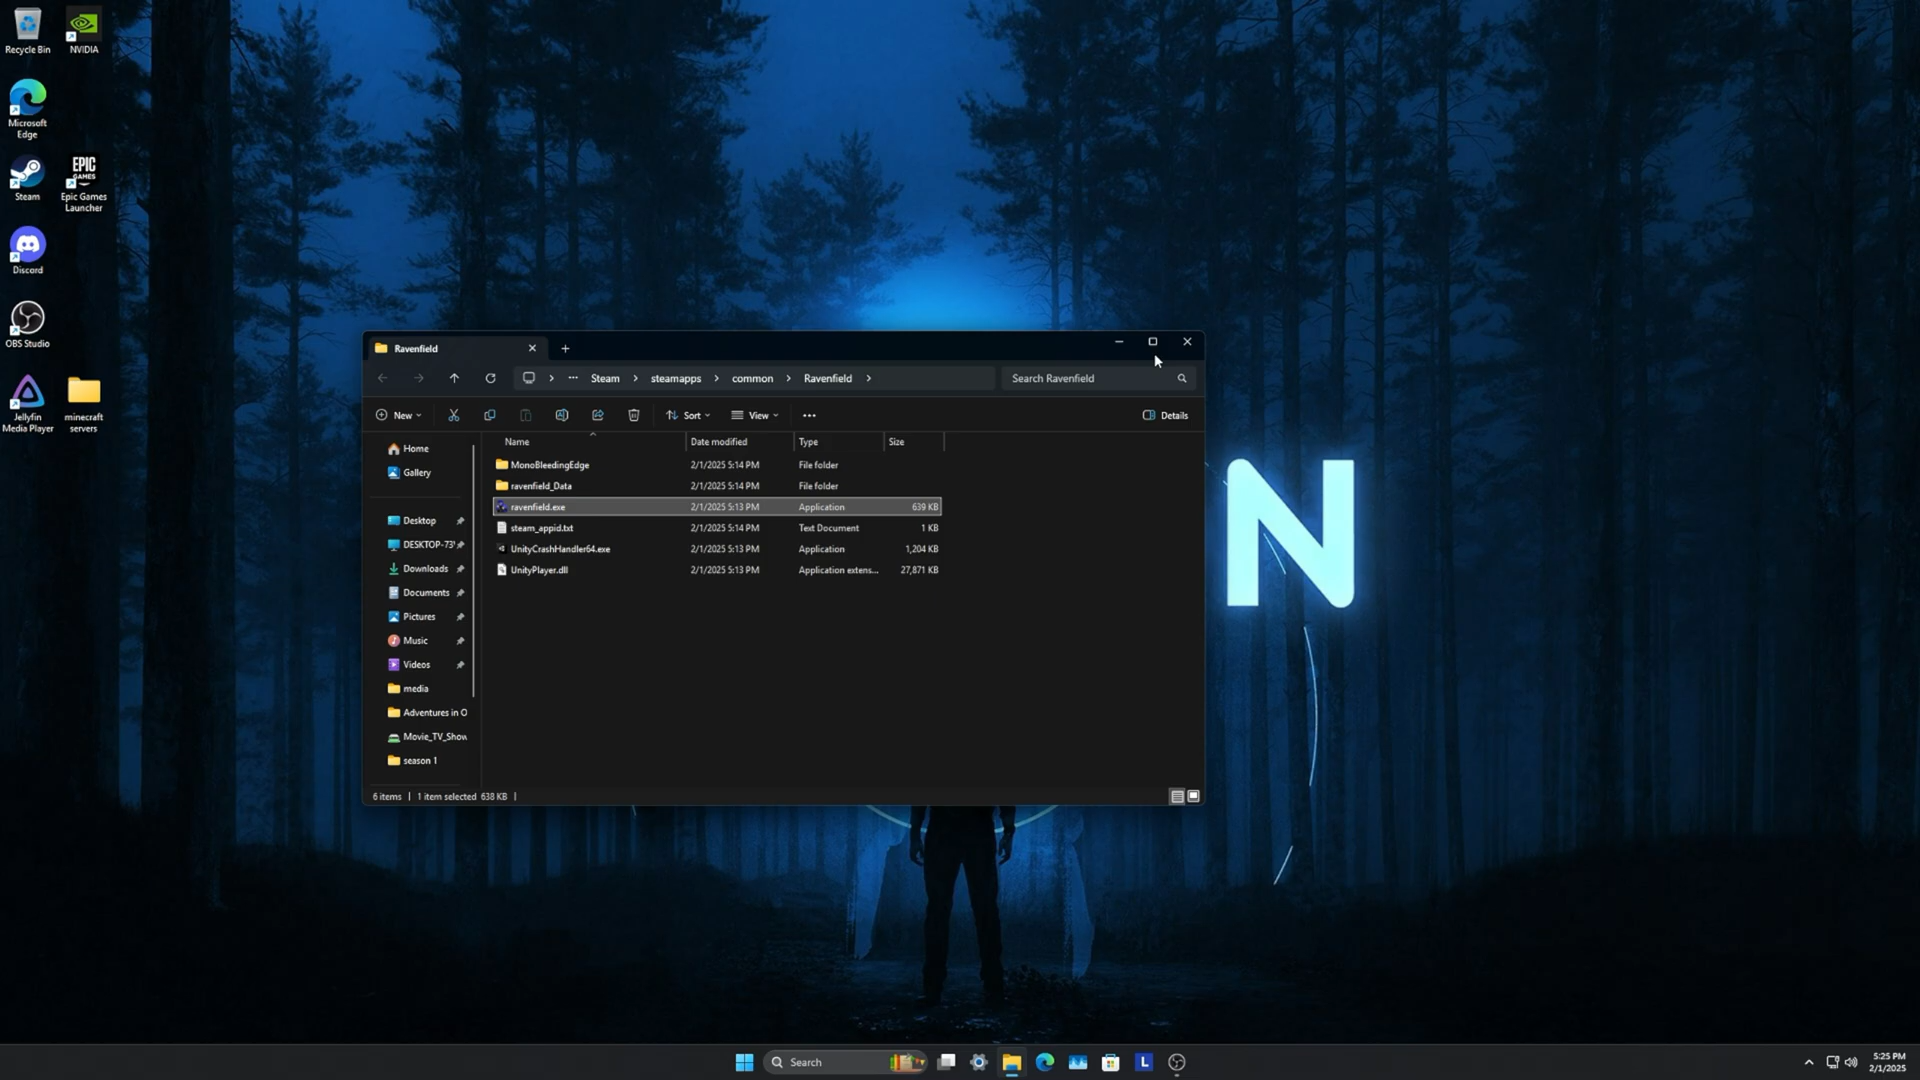 Recycle Bin
NVIDIA
Microsoft
Edge
Steam
EPIC
GAMES
Epic Games
Launcher
Discord
OBS Studio
Jellyfin
Media Player
minecraft
servers
Ravenfield
Steam
steamapps
common
Ravenfield
Search Ravenfield
New
Sort
View
Details
Name
Date modified
Type
Size
Home
Gallery
Desktop
DESKTOP-73
Downloads
Documents
Pictures
Music
Videos
media
Adventures in O
Movie_TV_Show
season 1
MonoBleedingEdge 2/1/2025 5:14 PM File folder
ravenfield_Data 2/1/2025 5:14 PM File folder
ravenfield.exe 2/1/2025 5:13 PM Application 639 KB
steam_appid.txt 2/1/2025 5:14 PM Text Document 1 KB
UnityCrashHandler64.exe 2/1/2025 5:13 PM Application 1,204 KB
UnityPlayer.dll 2/1/2025 5:13 PM Application extens... 27,871 KB
6 items | 1 item selected 638 KB |
N
Search
L
5:25 PM
2/1/2025